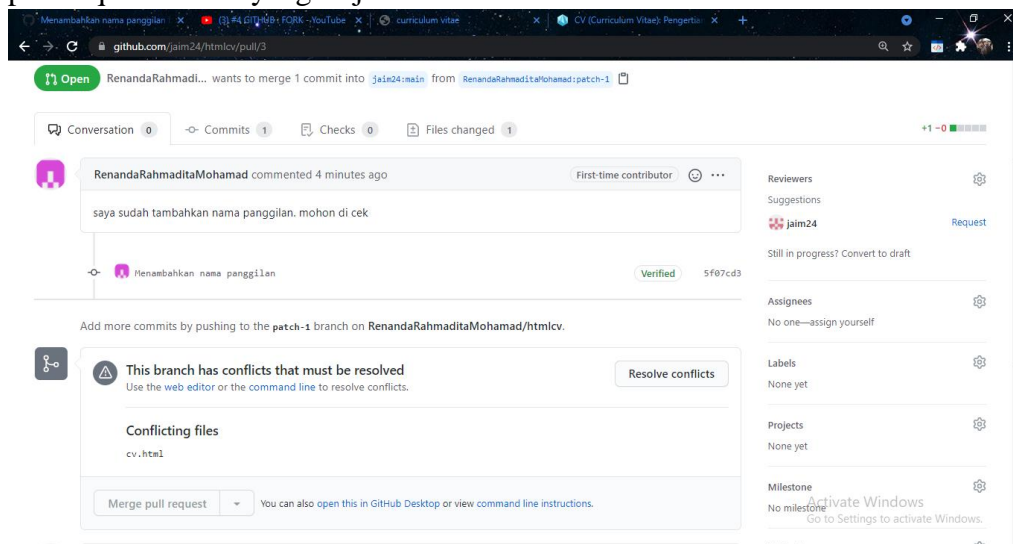 Menambahkan nama panggilan
(3) #4 GITHUB : FORK - YouTube
curriculum vitae
CV (Curriculum Vitae): Pengertian
github.com/jaim24/htmlcv/pull/3
Open RenandaRahmadi... wants to merge 1 commit into jaim24:main from RenandaRahmaditaMohamad:patch-1
Conversation 0 Commits 1 Checks 0 Files changed 1 +1 −0
RenandaRahmaditaMohamad commented 4 minutes ago First-time contributor
saya sudah tambahkan nama panggilan. mohon di cek
Menambahkan nama panggilan Verified 5f07cd3
Add more commits by pushing to the patch-1 branch on RenandaRahmaditaMohamad/htmlcv.
This branch has conflicts that must be resolved
Use the web editor or the command line to resolve conflicts.
Resolve conflicts
Conflicting files
cv.html
Merge pull request You can also open this in GitHub Desktop or view command line instructions.
Reviewers
Suggestions
jaim24 Request
Still in progress? Convert to draft
Assignees
No one—assign yourself
Labels
None yet
Projects
None yet
Milestone
No milestone
Activate Windows
Go to Settings to activate Windows.